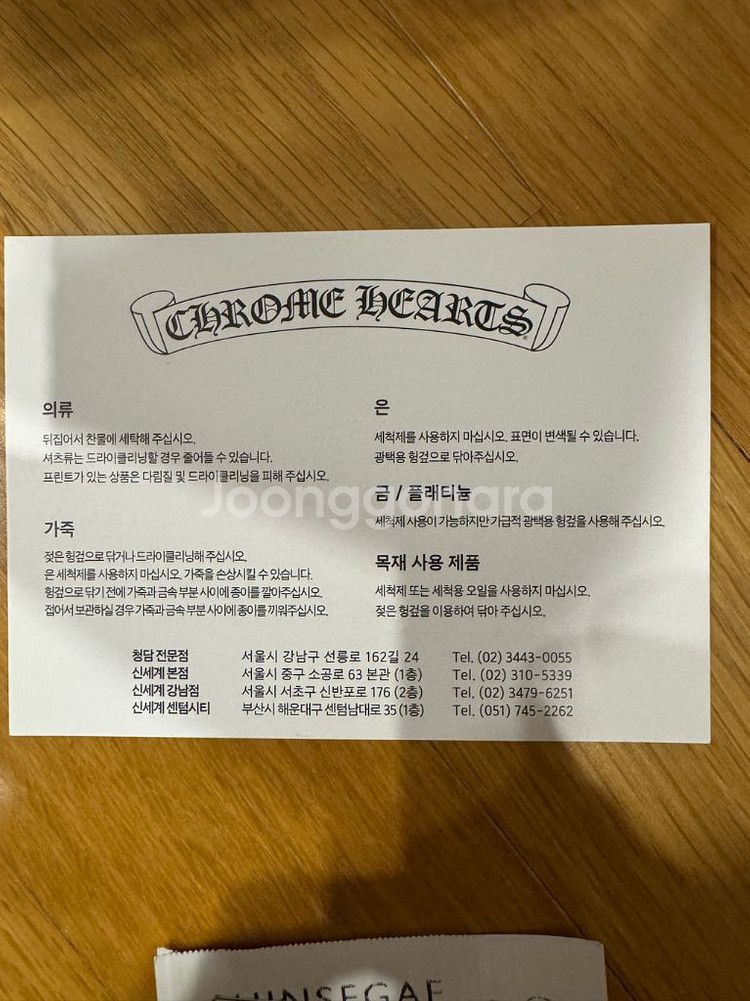 CHROME HEARTS
의류
뒤집어서 찬물에 세탁해 주십시오.
셔츠류는 드라이클리닝할 경우 줄어들 수 있습니다.
프린트가 있는 상품은 다림질 및 드라이클리닝을 피해 주십시오.
가죽
젖은 헝겊으로 닦거나 드라이클리닝해 주십시오.
은 세척제를 사용하지 마십시오. 가죽을 손상시킬 수 있습니다.
헝겊으로 닦기 전에 가죽과 금속 부분 사이에 종이를 깔아주십시오.
접어서 보관하실 경우 가죽과 금속 부분 사이에 종이를 끼워주십시오.
은
세척제를 사용하지 마십시오. 표면이 변색될 수 있습니다.
광택용 헝겊으로 닦아주십시오.
금 / 플래티늄
세척제 사용이 가능하지만 가급적 광택용 헝겊을 사용해 주십시오.
목재 사용 제품
세척제 또는 세척용 오일을 사용하지 마십시오.
젖은 헝겊을 이용하여 닦아 주십시오.
청담 전문점 서울시 강남구 선릉로 162길 24 Tel. (02) 3443-0055
신세계 본점 서울시 중구 소공로 63 본관 (1층) Tel. (02) 310-5339
신세계 강남점 서울시 서초구 신반포로 176 (2층) Tel. (02) 3479-6251
신세계 센텀시티 부산시 해운대구 센텀남대로 35 (1층) Tel. (051) 745-2262
Joonggonara
SHINSEGAE